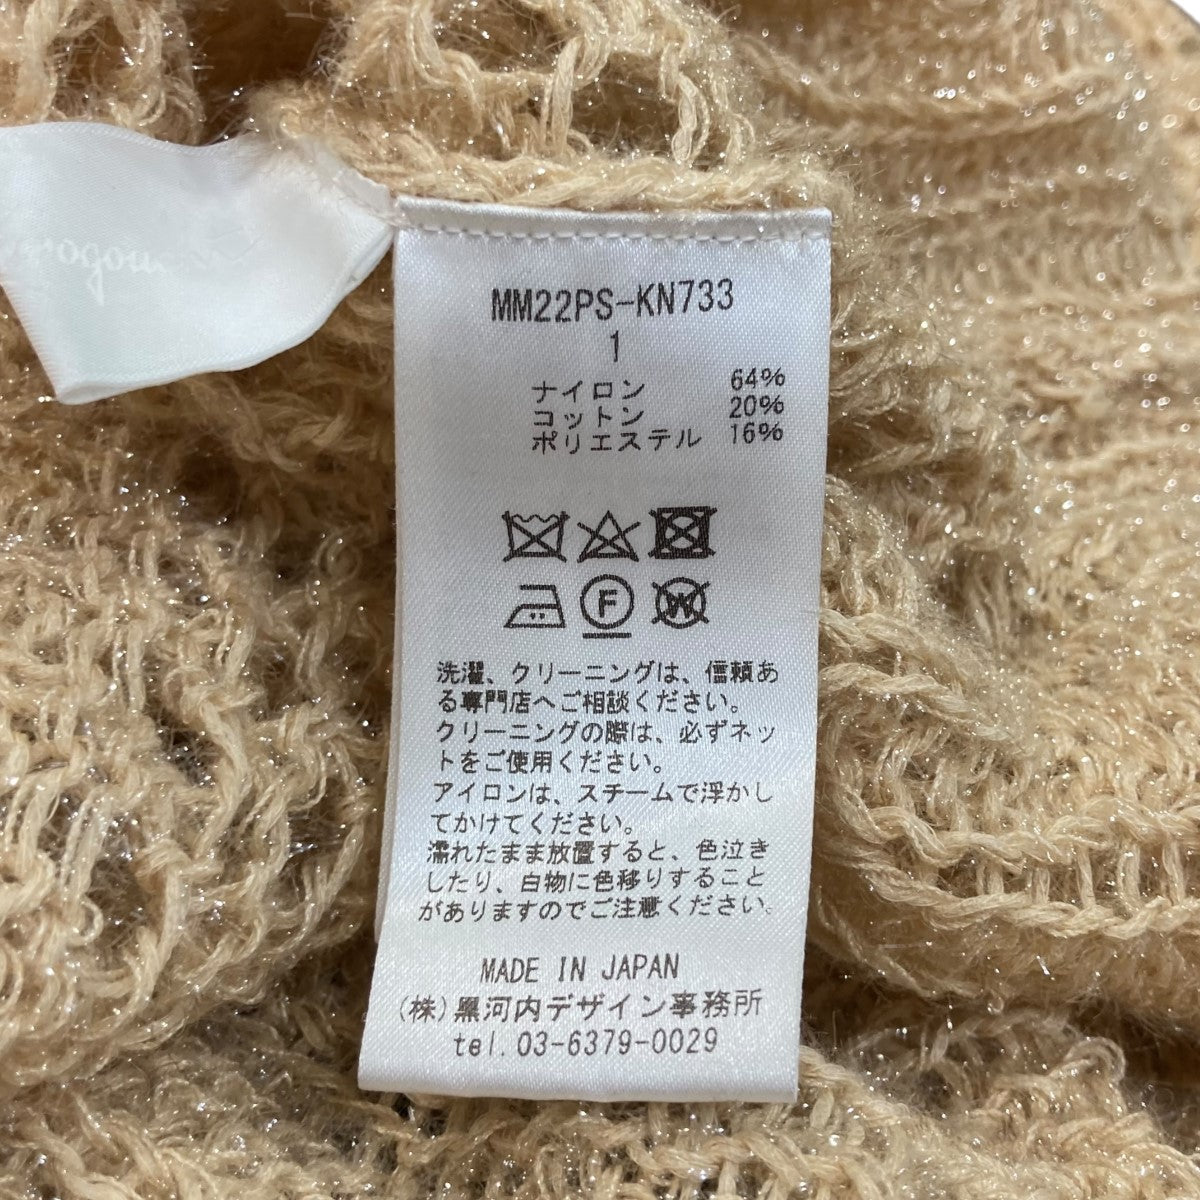 MM22PS-KN733
1
ナイロン 64%
コットン 20%
ポリエステル 16%
F
W
洗濯、クリーニングは、信頼あ
る専門店へご相談ください。
クリーニングの際は、必ずネッ
トをご使用ください。
アイロンは、スチームで浮かし
てかけてください。
濡れたまま放置すると、色泣き
したり、白物に色移りすること
がありますのでご注意ください。
MADE IN JAPAN
(株)黒河内デザイン事務所
tel. 03-6379-0029